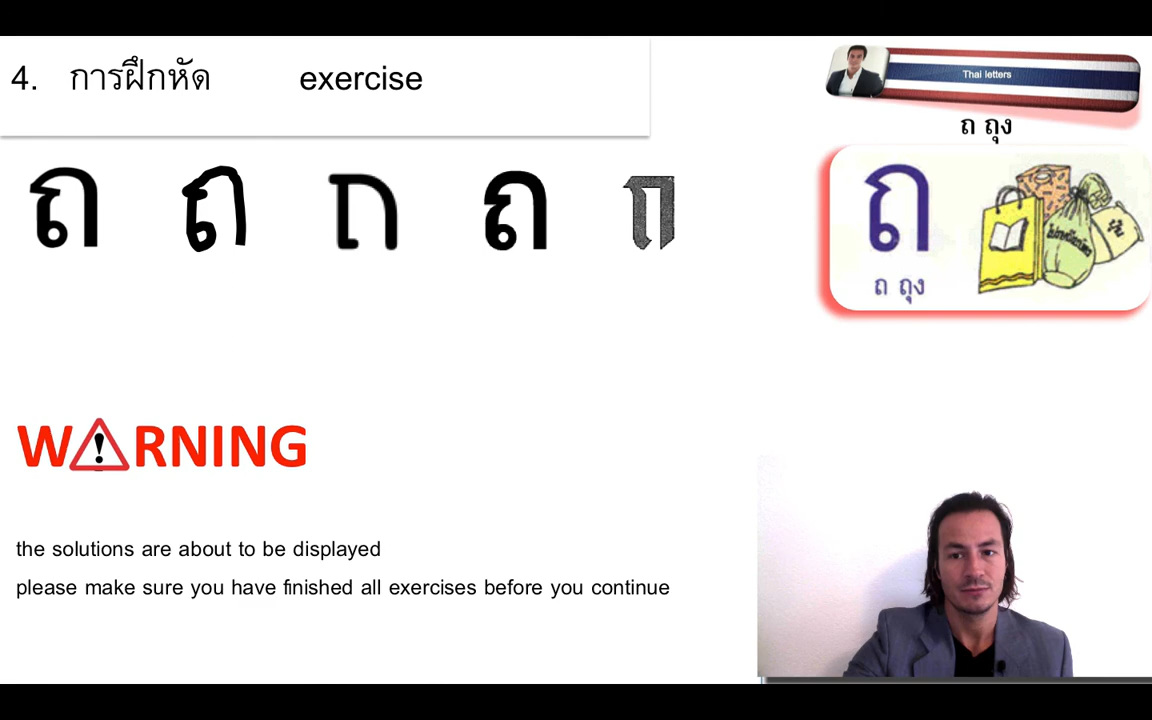 4. การฝึกหัด exercise
Thai letters
ถ ถุง
ถ ถ ถ ถ ถ
ถ
ถ ถุง
W RNING
the solutions are about to be displayed
please make sure you have finished all exercises before you continue